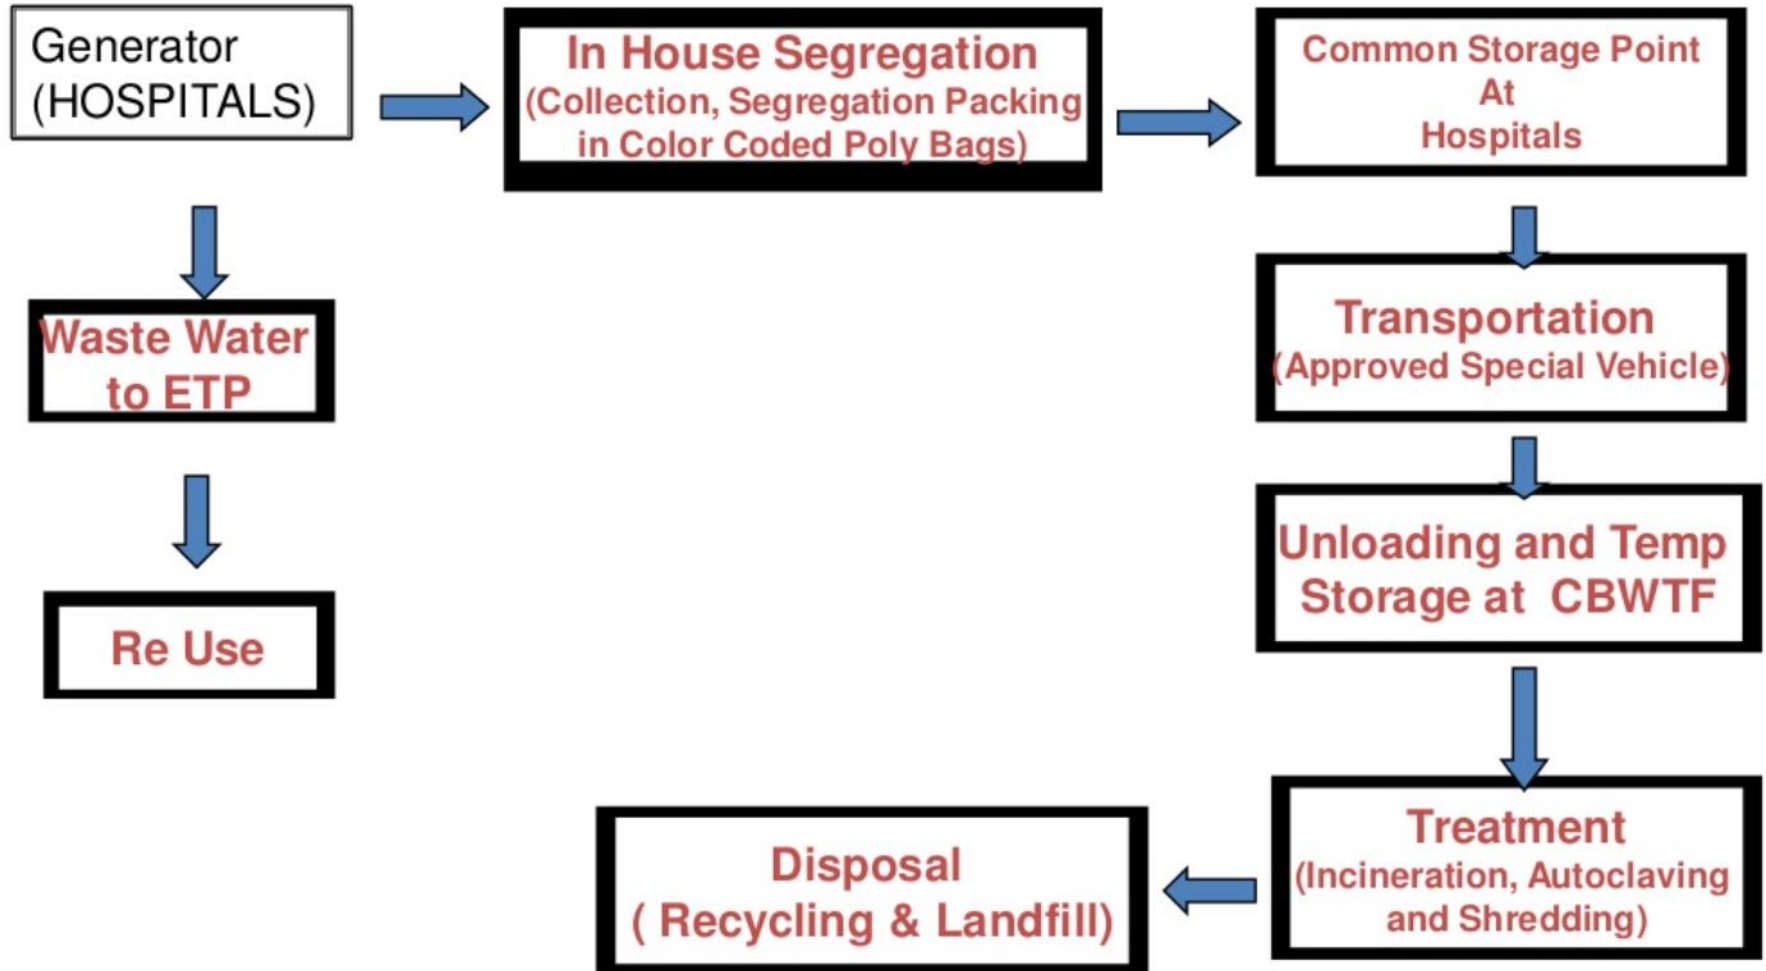 Generator
(HOSPITALS)
In House Segregation
(Collection, Segregation Packing
in Color Coded Poly Bags)
Common Storage Point
At
Hospitals
Waste Water
to ETP
Re Use
Transportation
(Approved Special Vehicle)
Unloading and Temp
Storage at  CBWTF
Treatment
(Incineration, Autoclaving
and Shredding)
Disposal
( Recycling & Landfill)